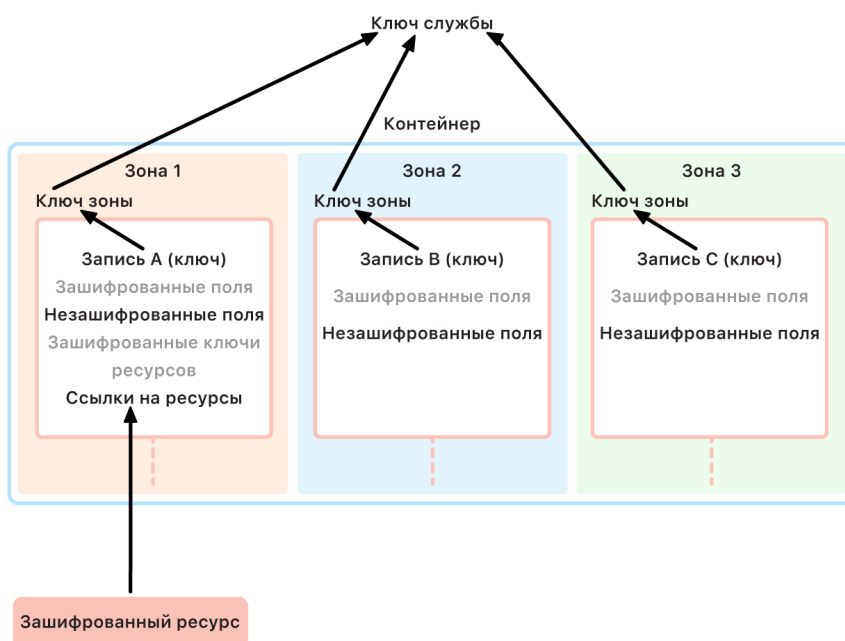 Ключ службы
Контейнер
Зона 1
Ключ зоны
Запись A (ключ)
Зашифрованные поля
Незашифрованные поля
Зашифрованные ключи
ресурсов
Ссылки на ресурсы
Зона 2
Ключ зоны
Запись B (ключ)
Зашифрованные поля
Незашифрованные поля
Зона 3
Ключ зоны
Запись C (ключ)
Зашифрованные поля
Незашифрованные поля
Зашифрованный ресурс